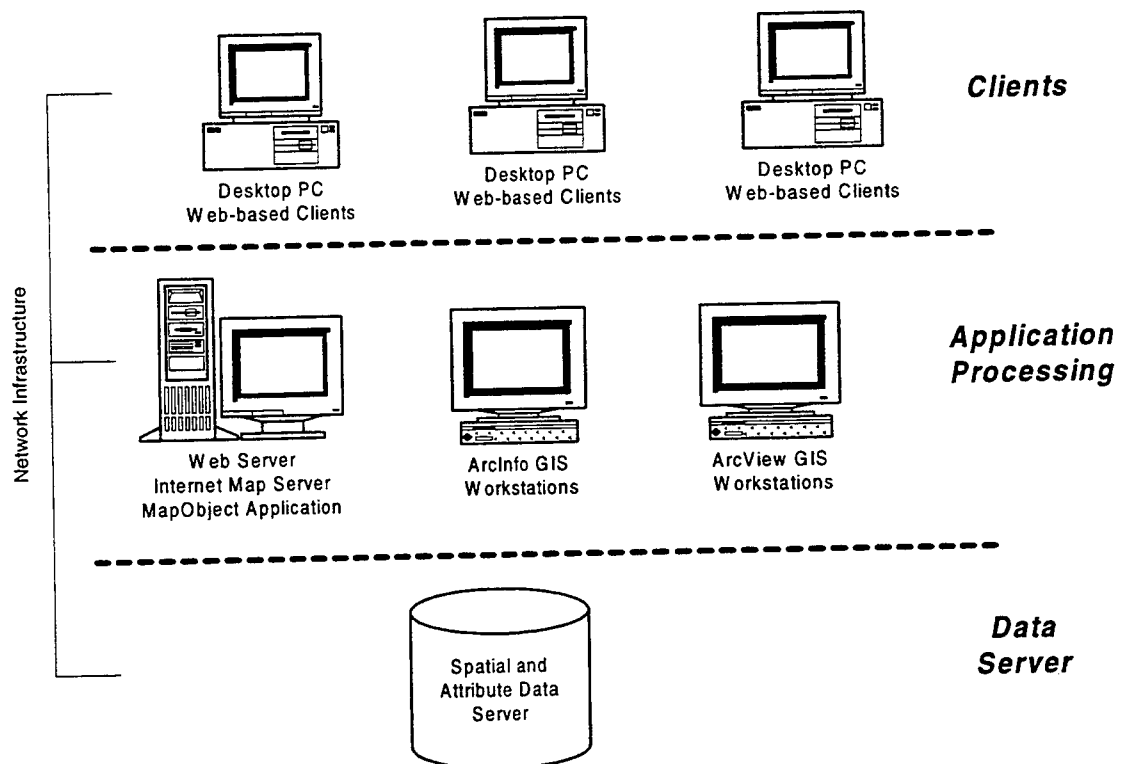 Clients
Desktop PC
Web-based Clients
Desktop PC
Web-based Clients
Desktop PC
Web-based Clients
Network Infrastructure
Application
Processing
Web Server
Internet Map Server
MapObject Application
ArcInfo GIS
Workstations
ArcView GIS
Workstations
Data
Server
Spatial and
Attribute Data
Server